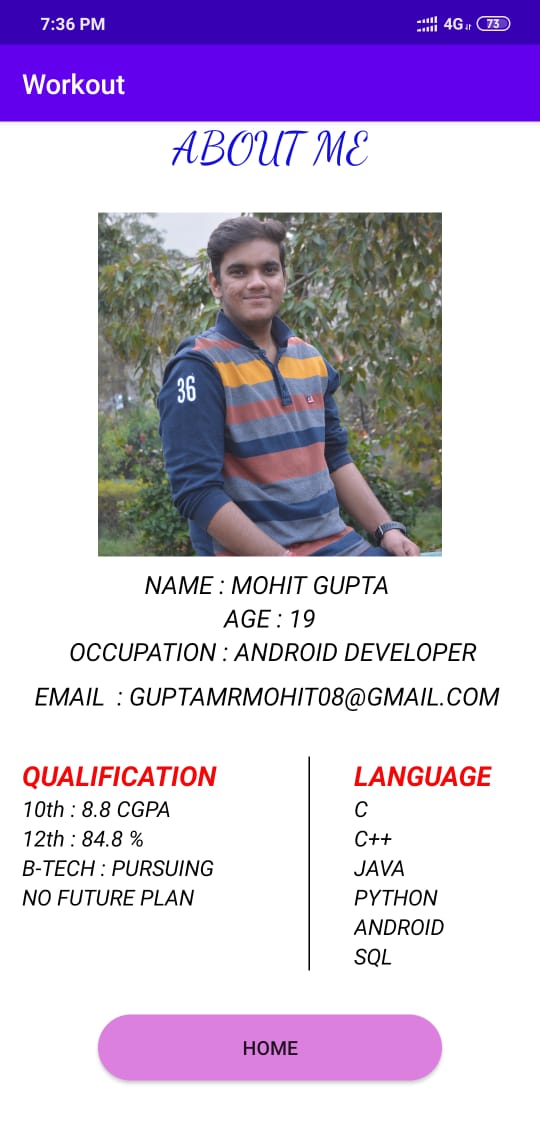 7:36 PM 4G 73
Workout
ABOUT ME
36
NAME : MOHIT GUPTA
AGE : 19
OCCUPATION : ANDROID DEVELOPER
EMAIL : GUPTAMRMOHIT08@GMAIL.COM
QUALIFICATION
10th : 8.8 CGPA
12th : 84.8 %
B-TECH : PURSUING
NO FUTURE PLAN
LANGUAGE
C
C++
JAVA
PYTHON
ANDROID
SQL
HOME